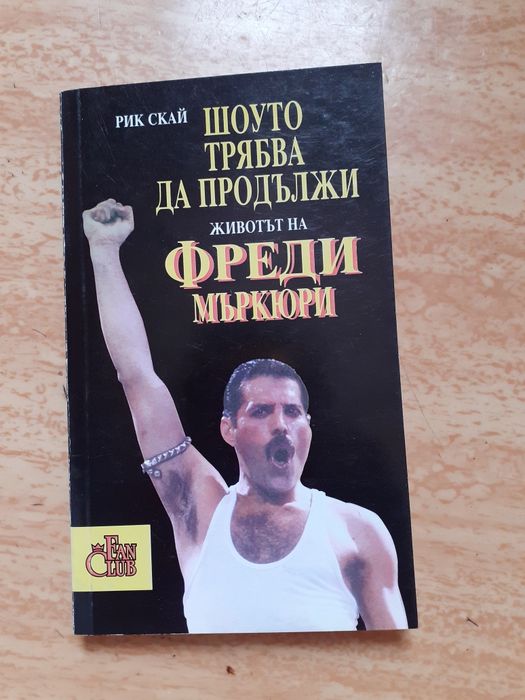 РИК СКАЙ
ШОУТО
ТРЯБВА
ДА ПРОДЪЛЖИ
ЖИВОТЪТ НА
ФРЕДИ
МЪРКЮРИ
FAN
CLUB